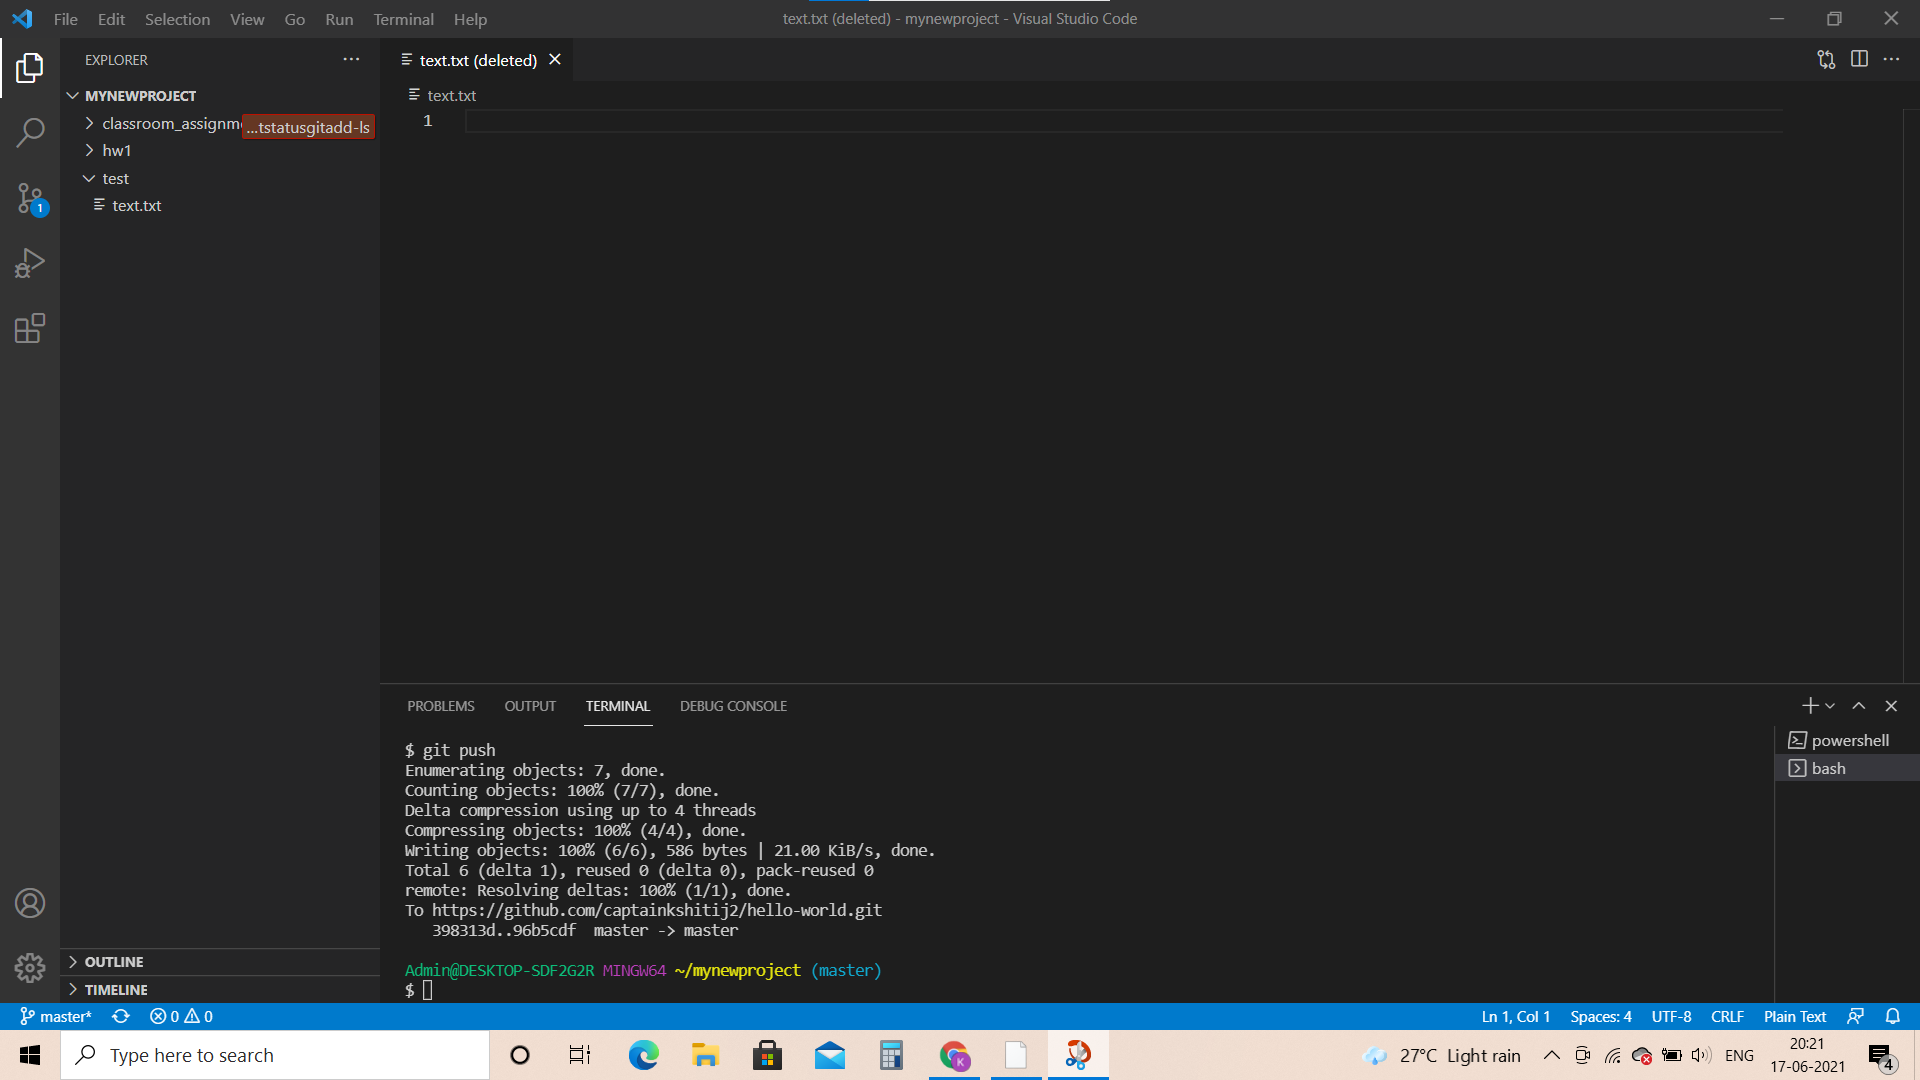 File Edit Selection View Go Run Terminal Help
text.txt (deleted) - mynewproject - Visual Studio Code
EXPLORER
text.txt (deleted)
MYNEWPROJECT
text.txt
classroom_assignm
...tstatusgitadd-ls
1
hw1
test
text.txt
1
PROBLEMS OUTPUT TERMINAL DEBUG CONSOLE
powershell
bash
$ git push
Enumerating objects: 7, done.
Counting objects: 100% (7/7), done.
Delta compression using up to 4 threads
Compressing objects: 100% (4/4), done.
Writing objects: 100% (6/6), 586 bytes | 21.00 KiB/s, done.
Total 6 (delta 1), reused 0 (delta 0), pack-reused 0
remote: Resolving deltas: 100% (1/1), done.
To https://github.com/captainkshitij2/hello-world.git
398313d..96b5cdf master -> master
Admin@DESKTOP-SDF2G2R MINGW64 ~/mynewproject (master)
$
OUTLINE
TIMELINE
master* 0 0
Ln 1, Col 1 Spaces: 4 UTF-8 CRLF Plain Text
Type here to search
K
27°C Light rain
ENG
20:21
17-06-2021
4